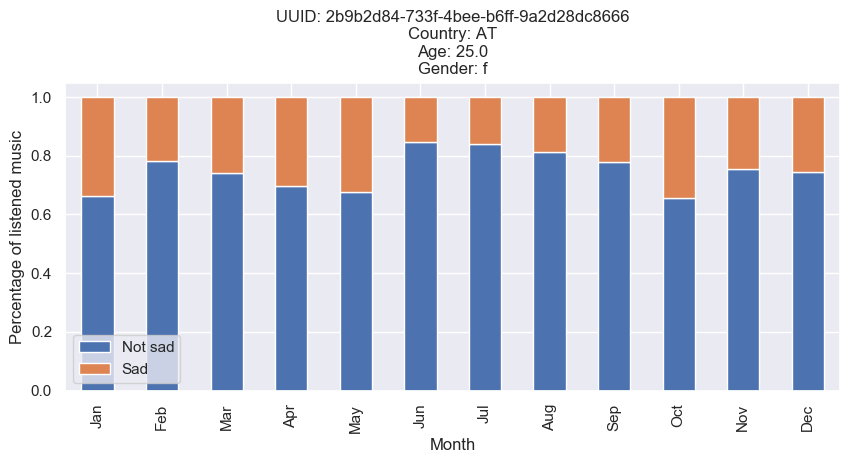 UUID: 2b9b2d84-733f-4bee-b6ff-9a2d28dc8666
Country: AT
Age: 25.0
Gender: f
Percentage of listened music
1.0
0.8
0.6
0.4
0.2
0.0
Not sad
Sad
Jan
Feb
Mar
Apr
May
Jun
Jul
Aug
Sep
Oct
Nov
Dec
Month